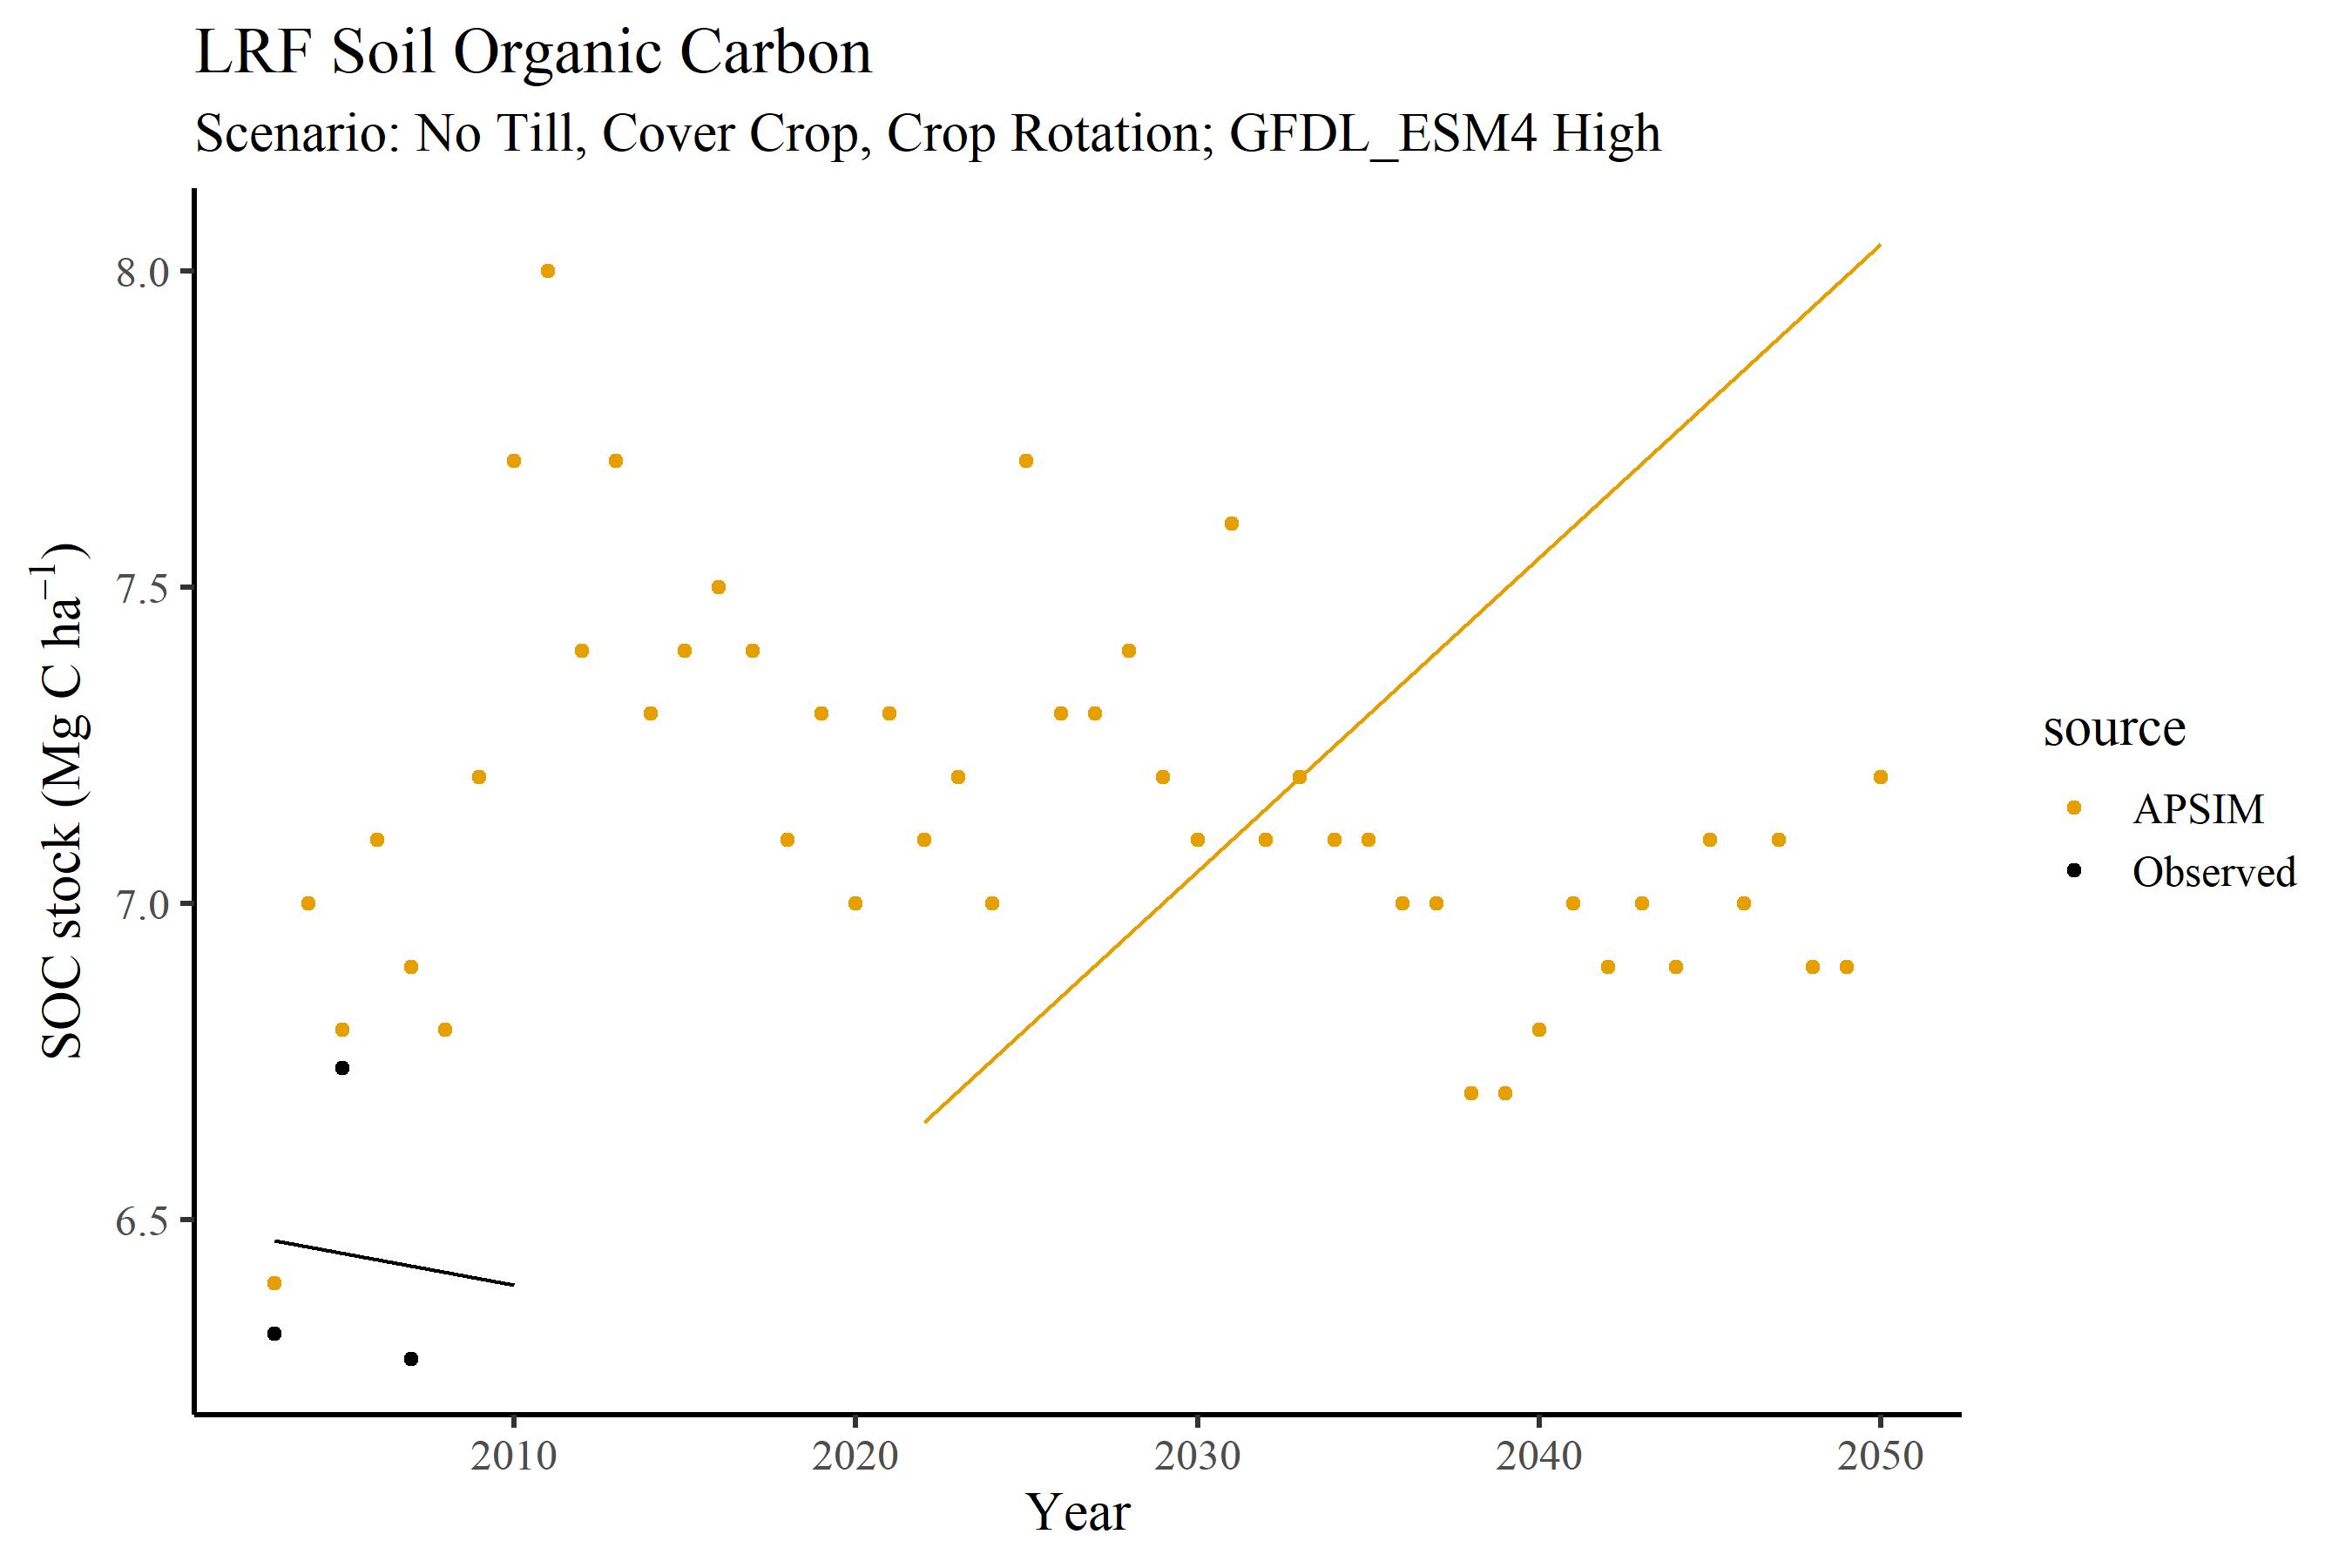 LRF Soil Organic Carbon
Scenario: No Till, Cover Crop, Crop Rotation; GFDL_ESM4 High
SOC stock (Mg C ha⁻¹)
8.0
7.5
7.0
6.5
2010 2020 2030 2040 2050
Year
source
APSIM
Observed